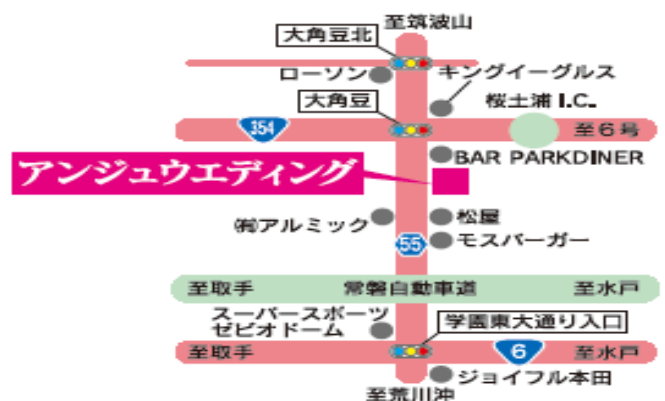 至筑波山
大角豆北
ローソン
キングイーグルス
大角豆
桜土浦 I.C.
354
至6号
BAR PARKDINER
アンジュウエディング
㈲アルミック
松屋
55
モスバーガー
至取手
常磐自動車道
至水戸
スーパースポーツ
ゼビオドーム
学園東大通り入口
至取手
6
至水戸
ジョイフル本田
至荒川沖